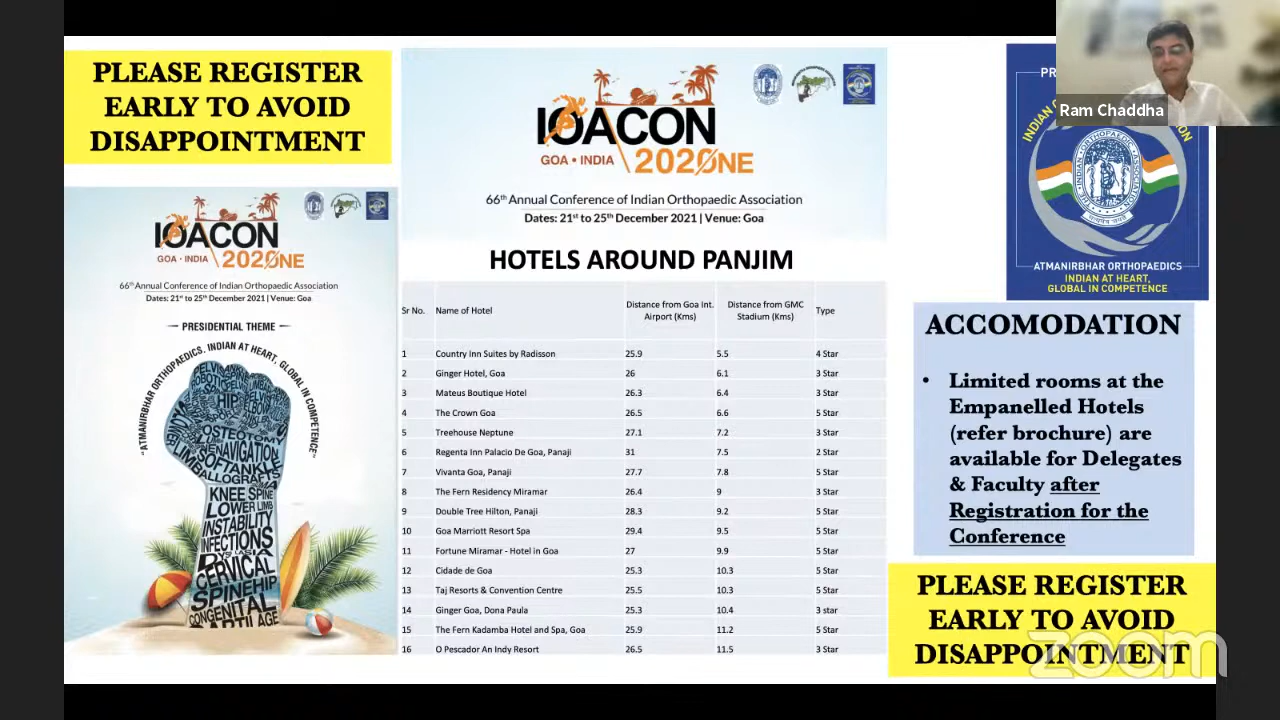 PLEASE REGISTER
EARLY TO AVOID
DISAPPOINTMENT
IOACON
GOA • INDIA 2020NE
66th Annual Conference of Indian Orthopaedic Association
Dates: 21st to 25th December 2021 | Venue: Goa
PRESIDENTIAL THEME
"ATMANIRBHAR ORTHOPAEDICS, INDIAN AT HEART, GLOBAL IN COMPETENCE"
OSTEOTOMY
NAVIGATION
SOFT ANKLE
LIMB
ALLOGRAFTS
KNEE SPINE
LOWER LIMB
INSTABILITY
INFECTIONS
CERVICAL
SPINE HIP
CONGENITAL
CARTILAGE
IOACON
GOA • INDIA 2020NE
66th Annual Conference of Indian Orthopaedic Association
Dates: 21st to 25th December 2021 | Venue: Goa
HOTELS AROUND PANJIM
Sr No. Name of Hotel Distance from Goa Int. Airport (Kms) Distance from GMC Stadium (Kms) Type
1 Country Inn Suites by Radisson 25.9 5.5 4 Star
2 Ginger Hotel, Goa 26 6.1 3 Star
3 Mateus Boutique Hotel 26.3 6.4 3 Star
4 The Crown Goa 26.5 6.6 5 Star
5 Treehouse Neptune 27.1 7.2 3 Star
6 Regenta Inn Palacio De Goa, Panaji 31 7.5 2 Star
7 Vivanta Goa, Panaji 27.7 7.8 5 Star
8 The Fern Residency Miramar 26.4 9 3 Star
9 Double Tree Hilton, Panaji 28.3 9.2 5 Star
10 Goa Marriott Resort Spa 29.4 9.5 5 Star
11 Fortune Miramar - Hotel in Goa 27 9.9 5 Star
12 Cidade de Goa 25.3 10.3 5 Star
13 Taj Resorts & Convention Centre 25.5 10.3 5 Star
14 Ginger Goa, Dona Paula 25.3 10.4 3 star
15 The Fern Kadamba Hotel and Spa, Goa 25.9 11.2 5 Star
16 O Pescador An Indy Resort 26.5 11.5 3 Star
Ram Chaddha
INDIAN ORTHOPAEDIC ASSOCIATION
ATMANIRBHAR ORTHOPAEDICS
INDIAN AT HEART,
GLOBAL IN COMPETENCE
ACCOMODATION
• Limited rooms at the
Empanelled Hotels
(refer brochure) are
available for Delegates
& Faculty after
Registration for the
Conference
PLEASE REGISTER
EARLY TO AVOID
DISAPPOINTMENT
zoom